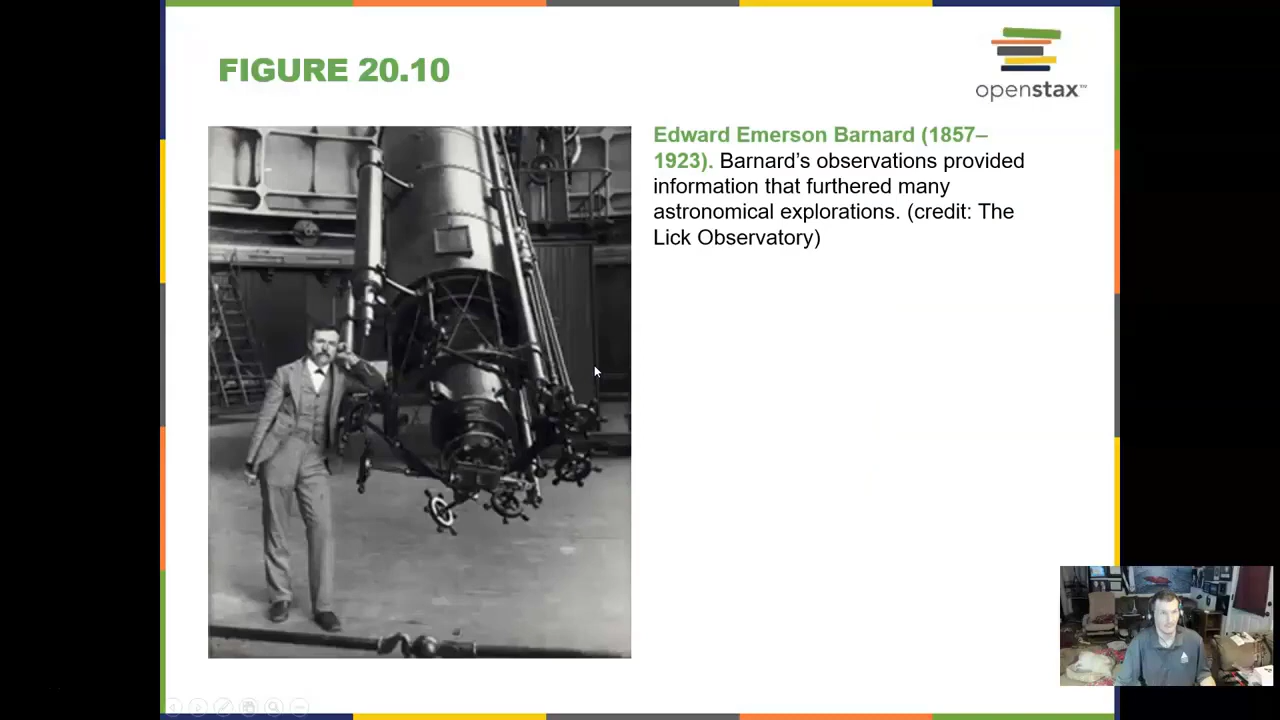 FIGURE 20.10
openstax™
Edward Emerson Barnard (1857–
1923). Barnard’s observations provided
information that furthered many
astronomical explorations. (credit: The
Lick Observatory)